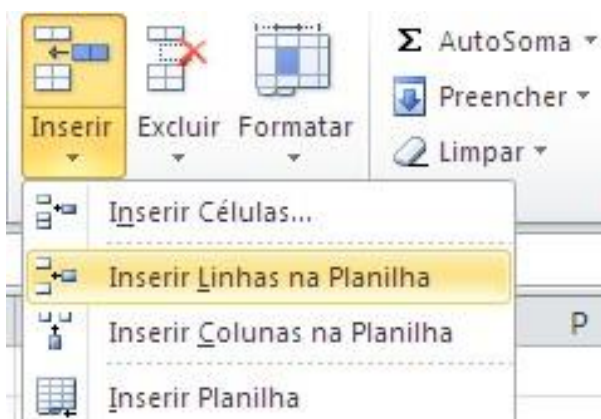 Σ AutoSoma
Preencher
Inserir Excluir Formatar
Limpar
Inserir Células...
Inserir Linhas na Planilha
Inserir Colunas na Planilha
P
Inserir Planilha